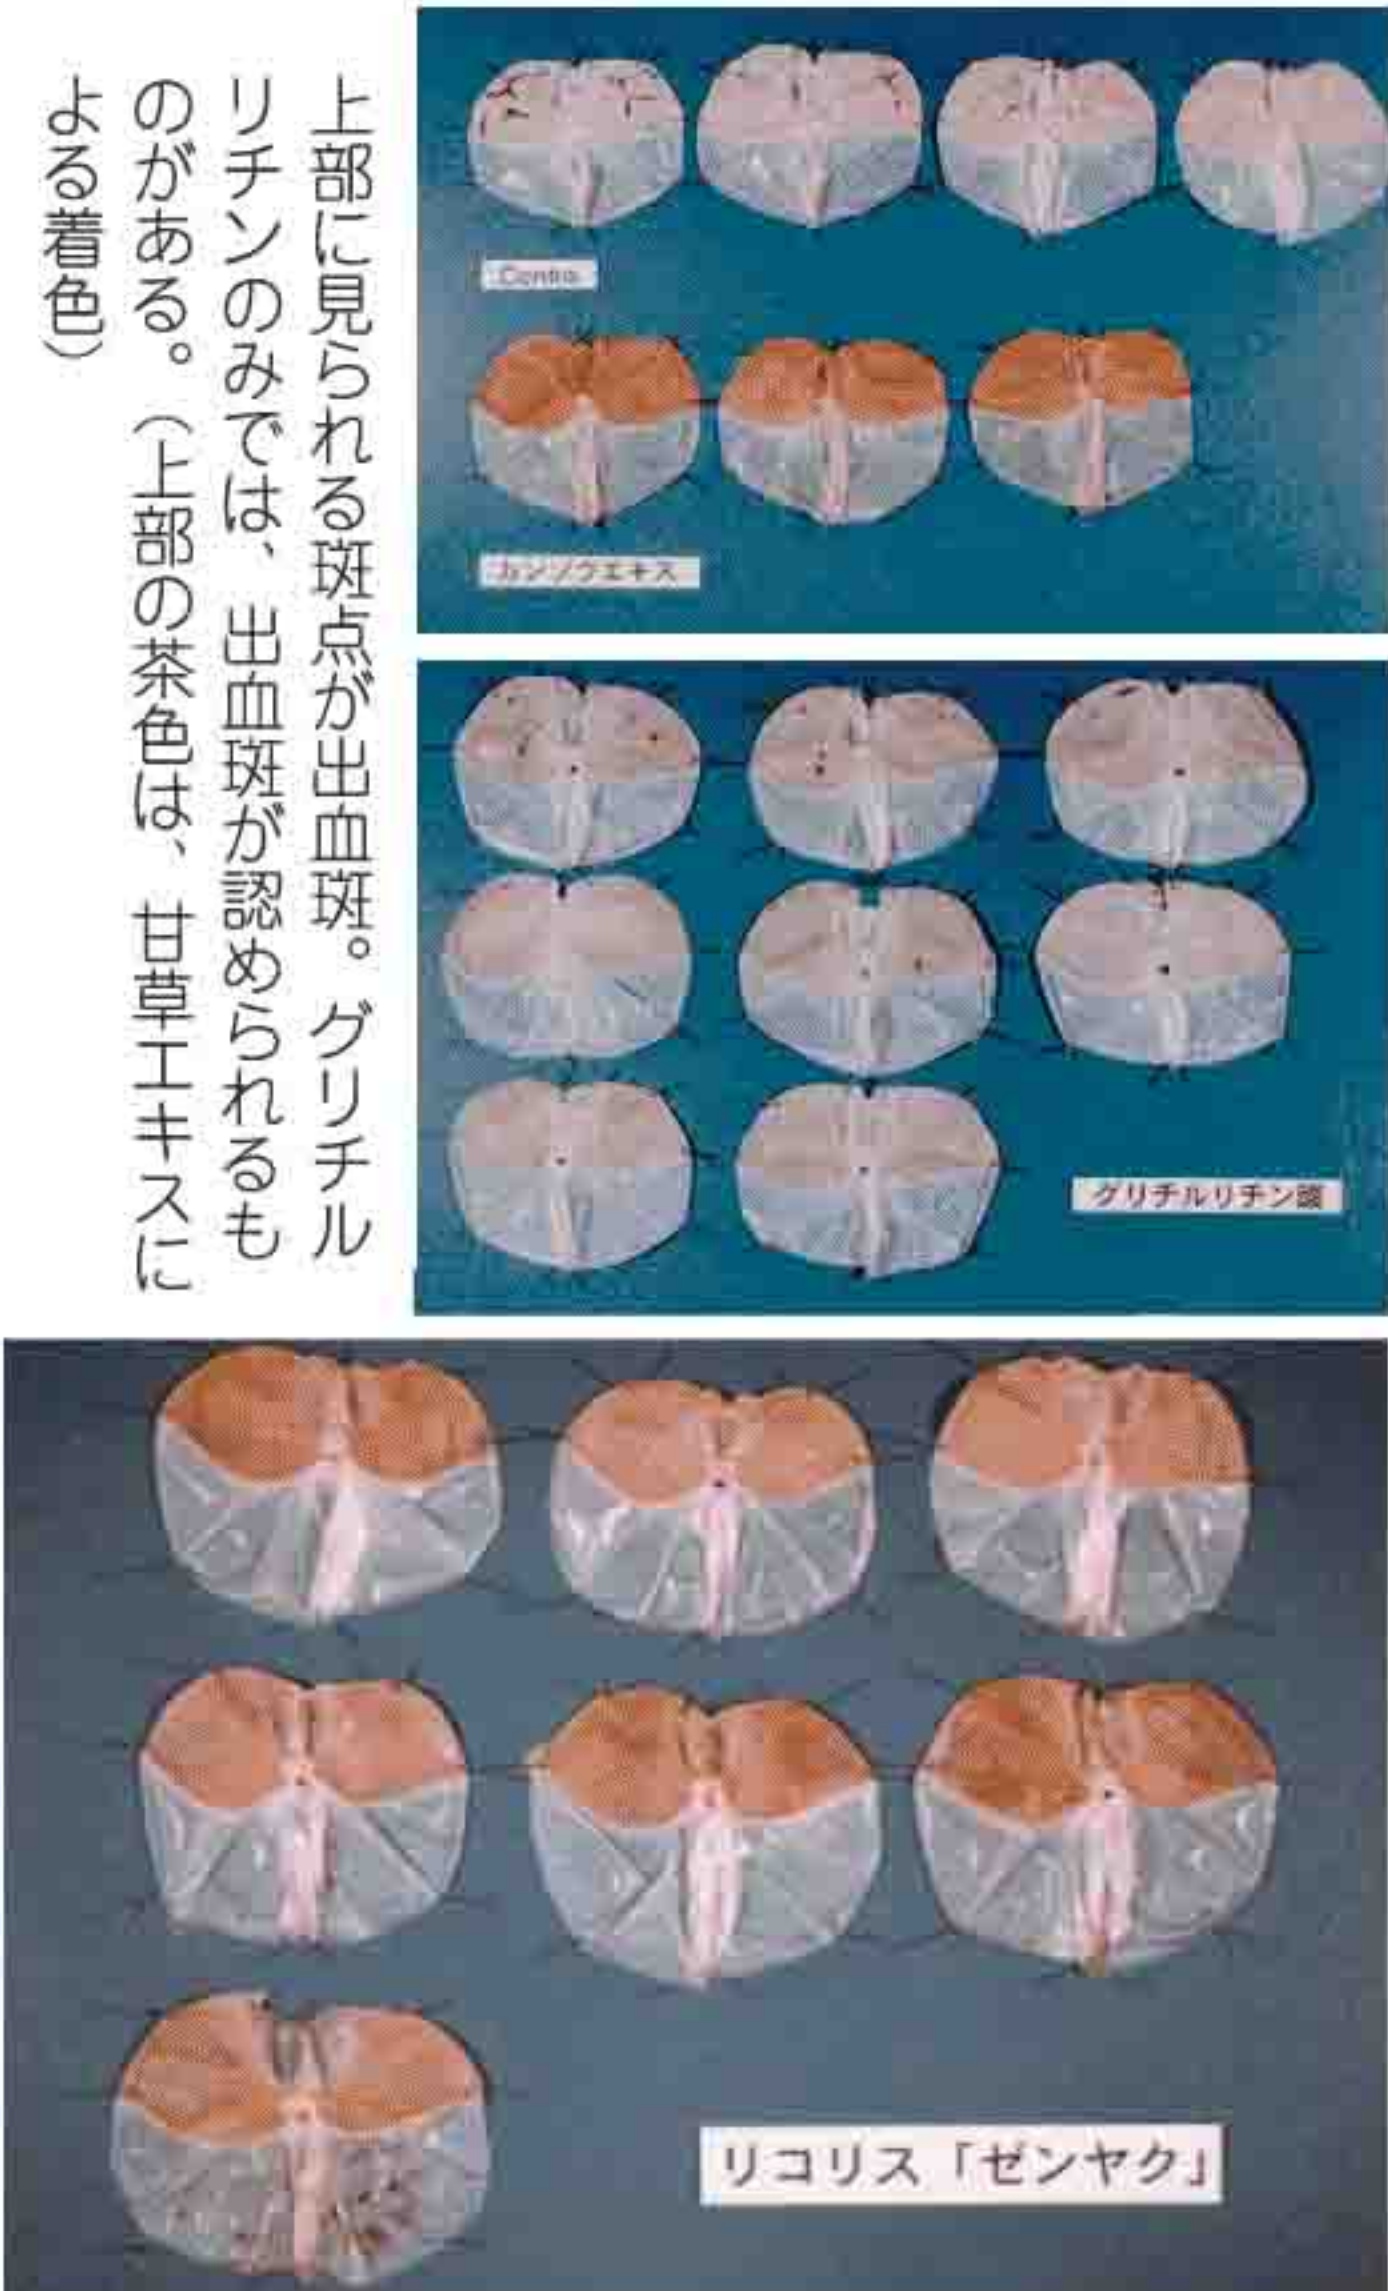 上部に見られる斑点が出血斑。グリチル
リチンのみでは、出血斑が認められるも
のがある。（上部の茶色は、甘草エキスに
よる着色）
カンゾウエキス
グリチルリチン
リコリス「ゼンヤク」